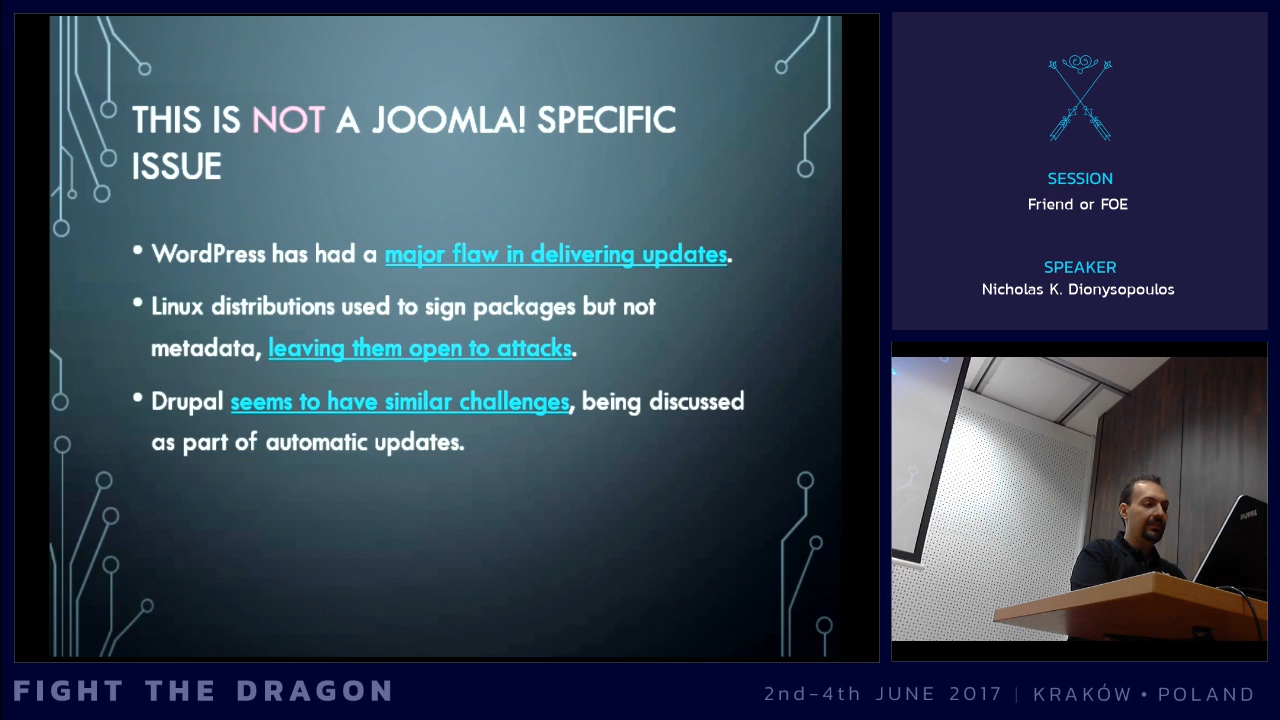 THIS IS NOT A JOOMLA! SPECIFIC
ISSUE
• WordPress has had a major flaw in delivering updates.
• Linux distributions used to sign packages but not
metadata, leaving them open to attacks.
• Drupal seems to have similar challenges, being discussed
as part of automatic updates.
SESSION
Friend or FOE
SPEAKER
Nicholas K. Dionysopoulos
FIGHT THE DRAGON
2nd-4th JUNE 2017 | KRAKÓW • POLAND